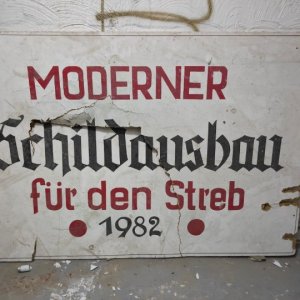 MODERNER
Schildausbau
für den Streb
• 1982 •